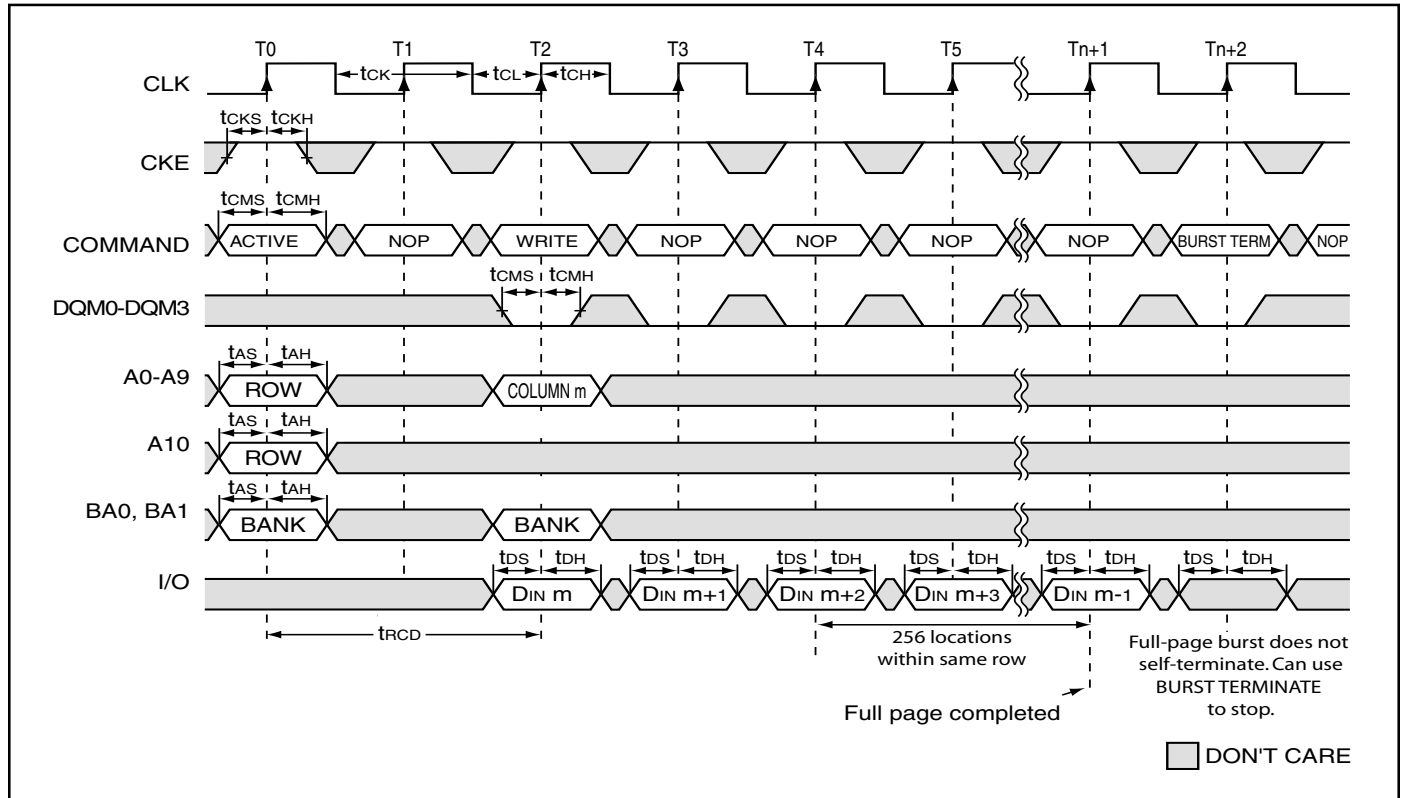 T0 T1 T2 T3 T4 T5 Tn+1 Tn+2
CLK
tCK tCL tCH
tCKS tCKH
CKE
tCMS tCMH
COMMAND ACTIVE NOP WRITE NOP NOP NOP NOP BURST TERM NOP
tCMS tCMH
DQM0-DQM3
tAS tAH
A0-A9 ROW COLUMN m
tAS tAH
A10 ROW
tAS tAH
BA0, BA1 BANK BANK
tDS tDH tDS tDH tDS tDH tDS tDH tDS tDH tDS tDH
I/O DIN m DIN m+1 DIN m+2 DIN m+3 DIN m-1
tRCD
256 locations
within same row
Full page completed
Full-page burst does not
self-terminate. Can use
BURST TERMINATE
to stop.
DON'T CARE